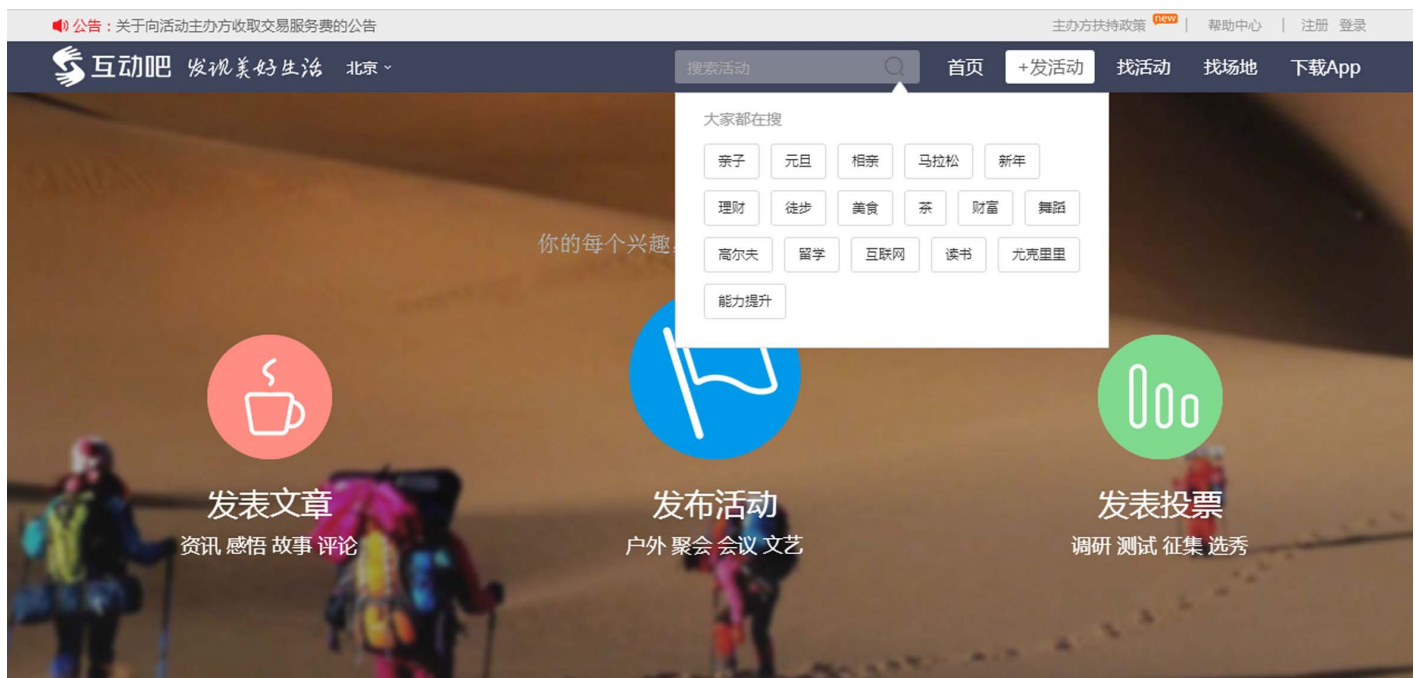 公告：关于向活动主办方收取交易服务费的公告 主办方扶持政策 new | 帮助中心 | 注册 登录
互动吧 发现美好生活 北京 搜索活动 首页 +发活动 找活动 找场地 下载App
大家都在搜
亲子 元旦 相亲 马拉松 新年
理财 徒步 美食 茶 财富 舞蹈
你的每个兴趣，
高尔夫 留学 互联网 读书 尤克里里
能力提升
发表文章 发布活动 发表投票
资讯 感悟 故事 评论 户外 聚会 会议 文艺 调研 测试 征集 选秀